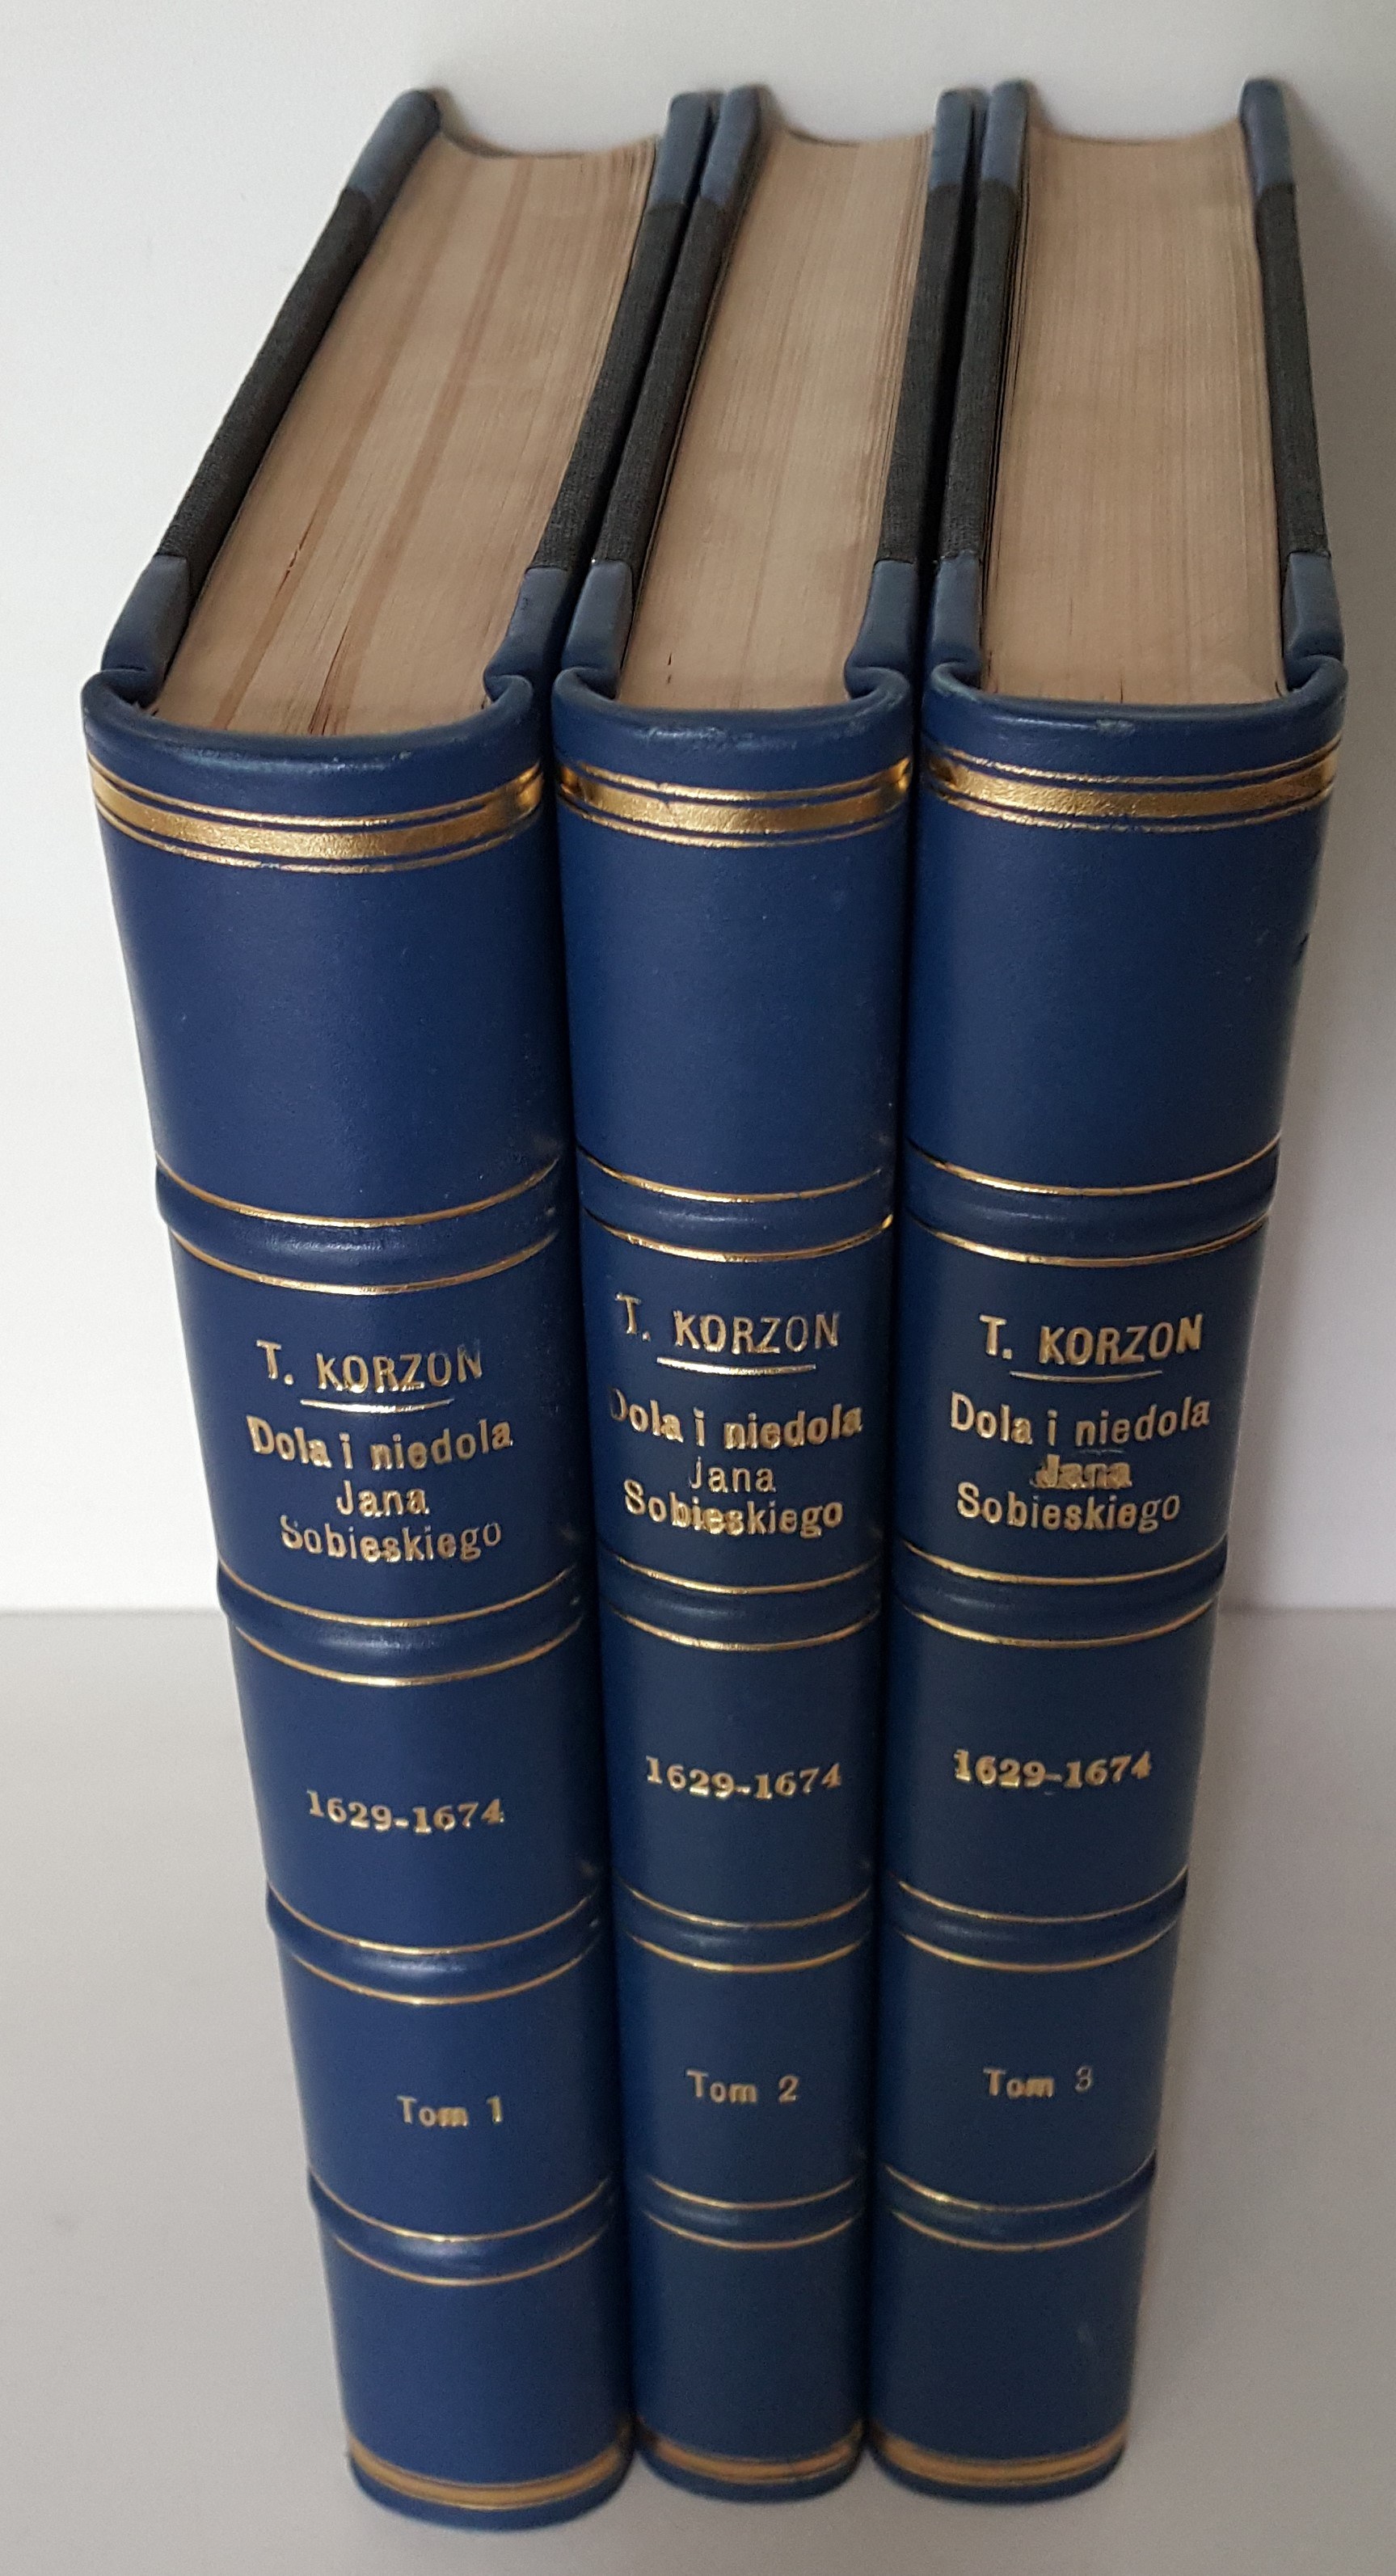 T. KORZON
Dola i niedola
Jana
Sobieskiego
1629-1674
Tom 1
T. KORZON
Dola i niedola
Jana
Sobieskiego
1629-1674
Tom 2
T. KORZON
Dola i niedola
Jana
Sobieskiego
1629-1674
Tom 3